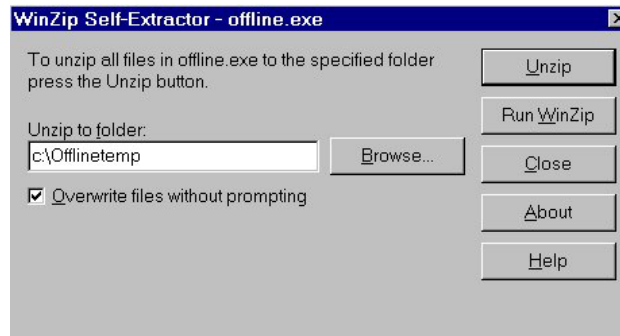 WinZip Self-Extractor - offline.exe
To unzip all files in offline.exe to the specified folder
press the Unzip button.
Unzip to folder:
c:\Offlinetemp
Browse...
Overwrite files without prompting
Unzip
Run WinZip
Close
About
Help